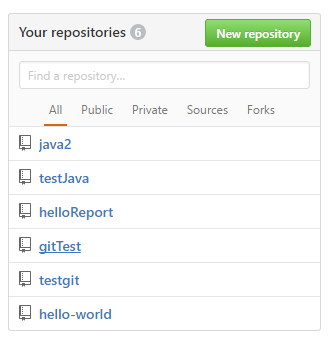 Your repositories 6 New repository
Find a repository...
All Public Private Sources Forks
java2
testJava
helloReport
gitTest
testgit
hello-world